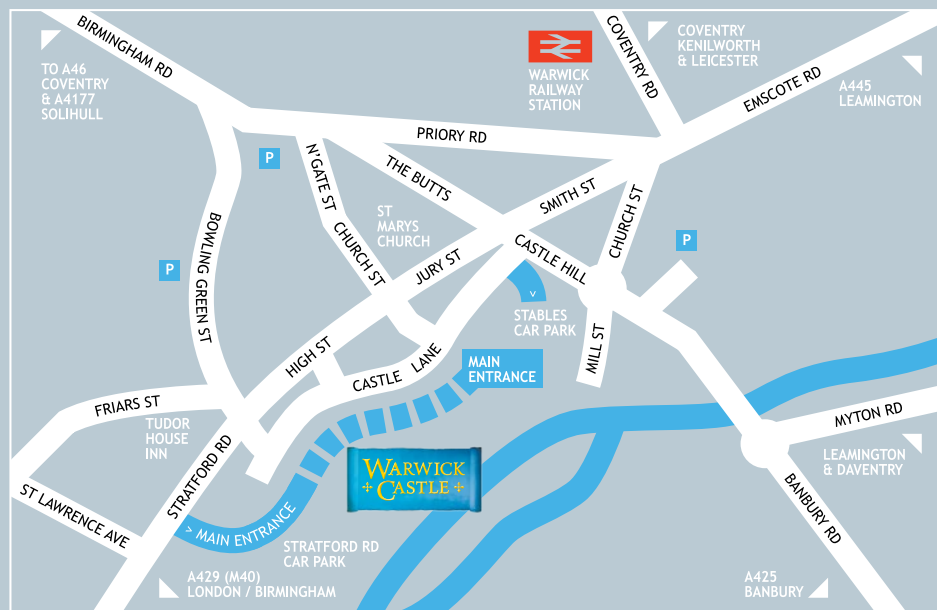 BIRMINGHAM RD
TO A46
COVENTRY
& A4177
SOLIHULL
WARWICK
RAILWAY
STATION
COVENTRY RD
COVENTRY
KENILWORTH
& LEICESTER
EMSCOTE RD
A445
LEAMINGTON
PRIORY RD
P
N'GATE ST
THE BUTTS
SMITH ST
CHURCH ST
ST
MARYS
CHURCH
CHURCH ST
JURY ST
CASTLE HILL
P
P
BOWLING GREEN ST
v
STABLES
CAR PARK
MILL ST
HIGH ST
CASTLE LANE
MAIN
ENTRANCE
FRIARS ST
TUDOR
HOUSE
INN
MYTON RD
LEAMINGTON
& DAVENTRY
STRATFORD RD
WARWICK
CASTLE
ST LAWRENCE AVE
> MAIN ENTRANCE
BANBURY RD
STRATFORD RD
CAR PARK
A429 (M40)
LONDON / BIRMINGHAM
A425
BANBURY